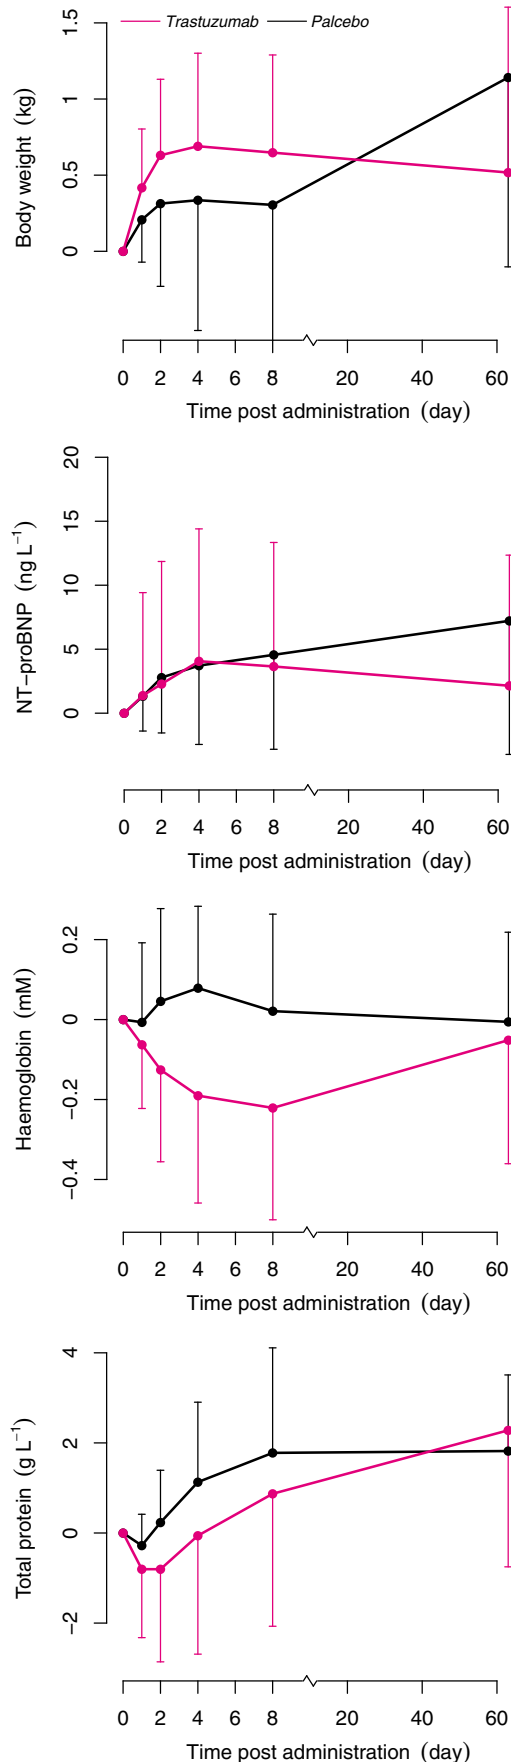 Trastuzumab Palcebo
Body weight (kg)
1.5
1
0.5
0
0 2 4 6 8 20 40 60
Time post administration (day)
NT−proBNP (ng L−1)
20
15
10
5
0
0 2 4 6 8 20 40 60
Time post administration (day)
Haemoglobin (mM)
0.2
0
−0.2
−0.4
0 2 4 6 8 20 40 60
Time post administration (day)
Total protein (g L−1)
4
2
0
−2
0 2 4 6 8 20 40 60
Time post administration (day)